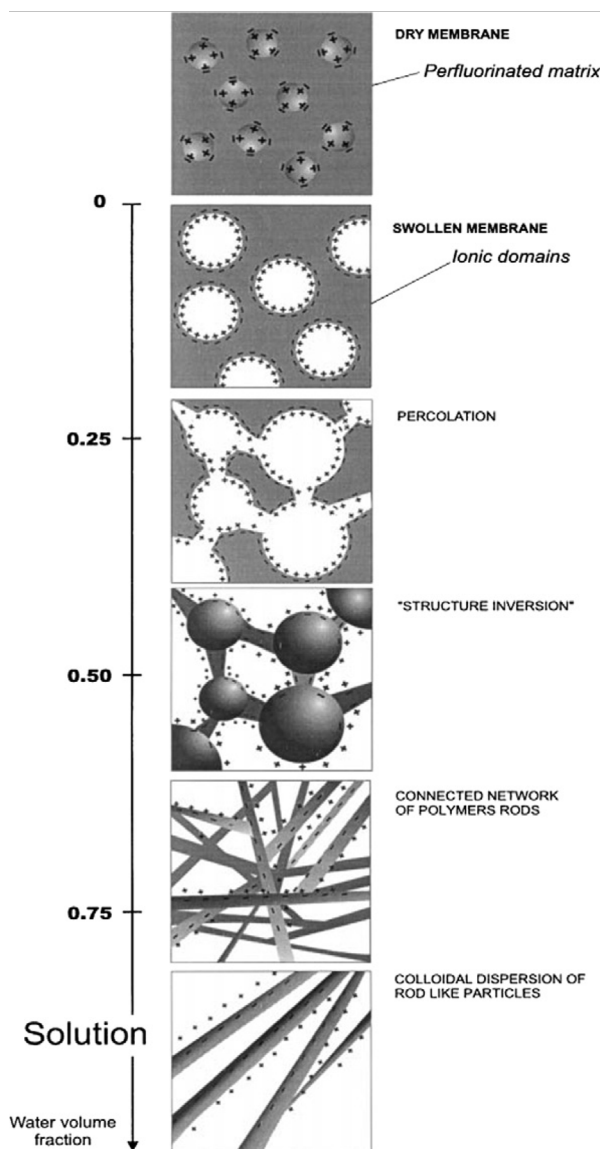 DRY MEMBRANE
Perfluorinated matrix
0
SWOLLEN MEMBRANE
Ionic domains
0.25
PERCOLATION
"STRUCTURE INVERSION"
0.50
CONNECTED NETWORK
OF POLYMERS RODS
0.75
COLLOIDAL DISPERSION OF
ROD LIKE PARTICLES
Solution
Water volume
fraction